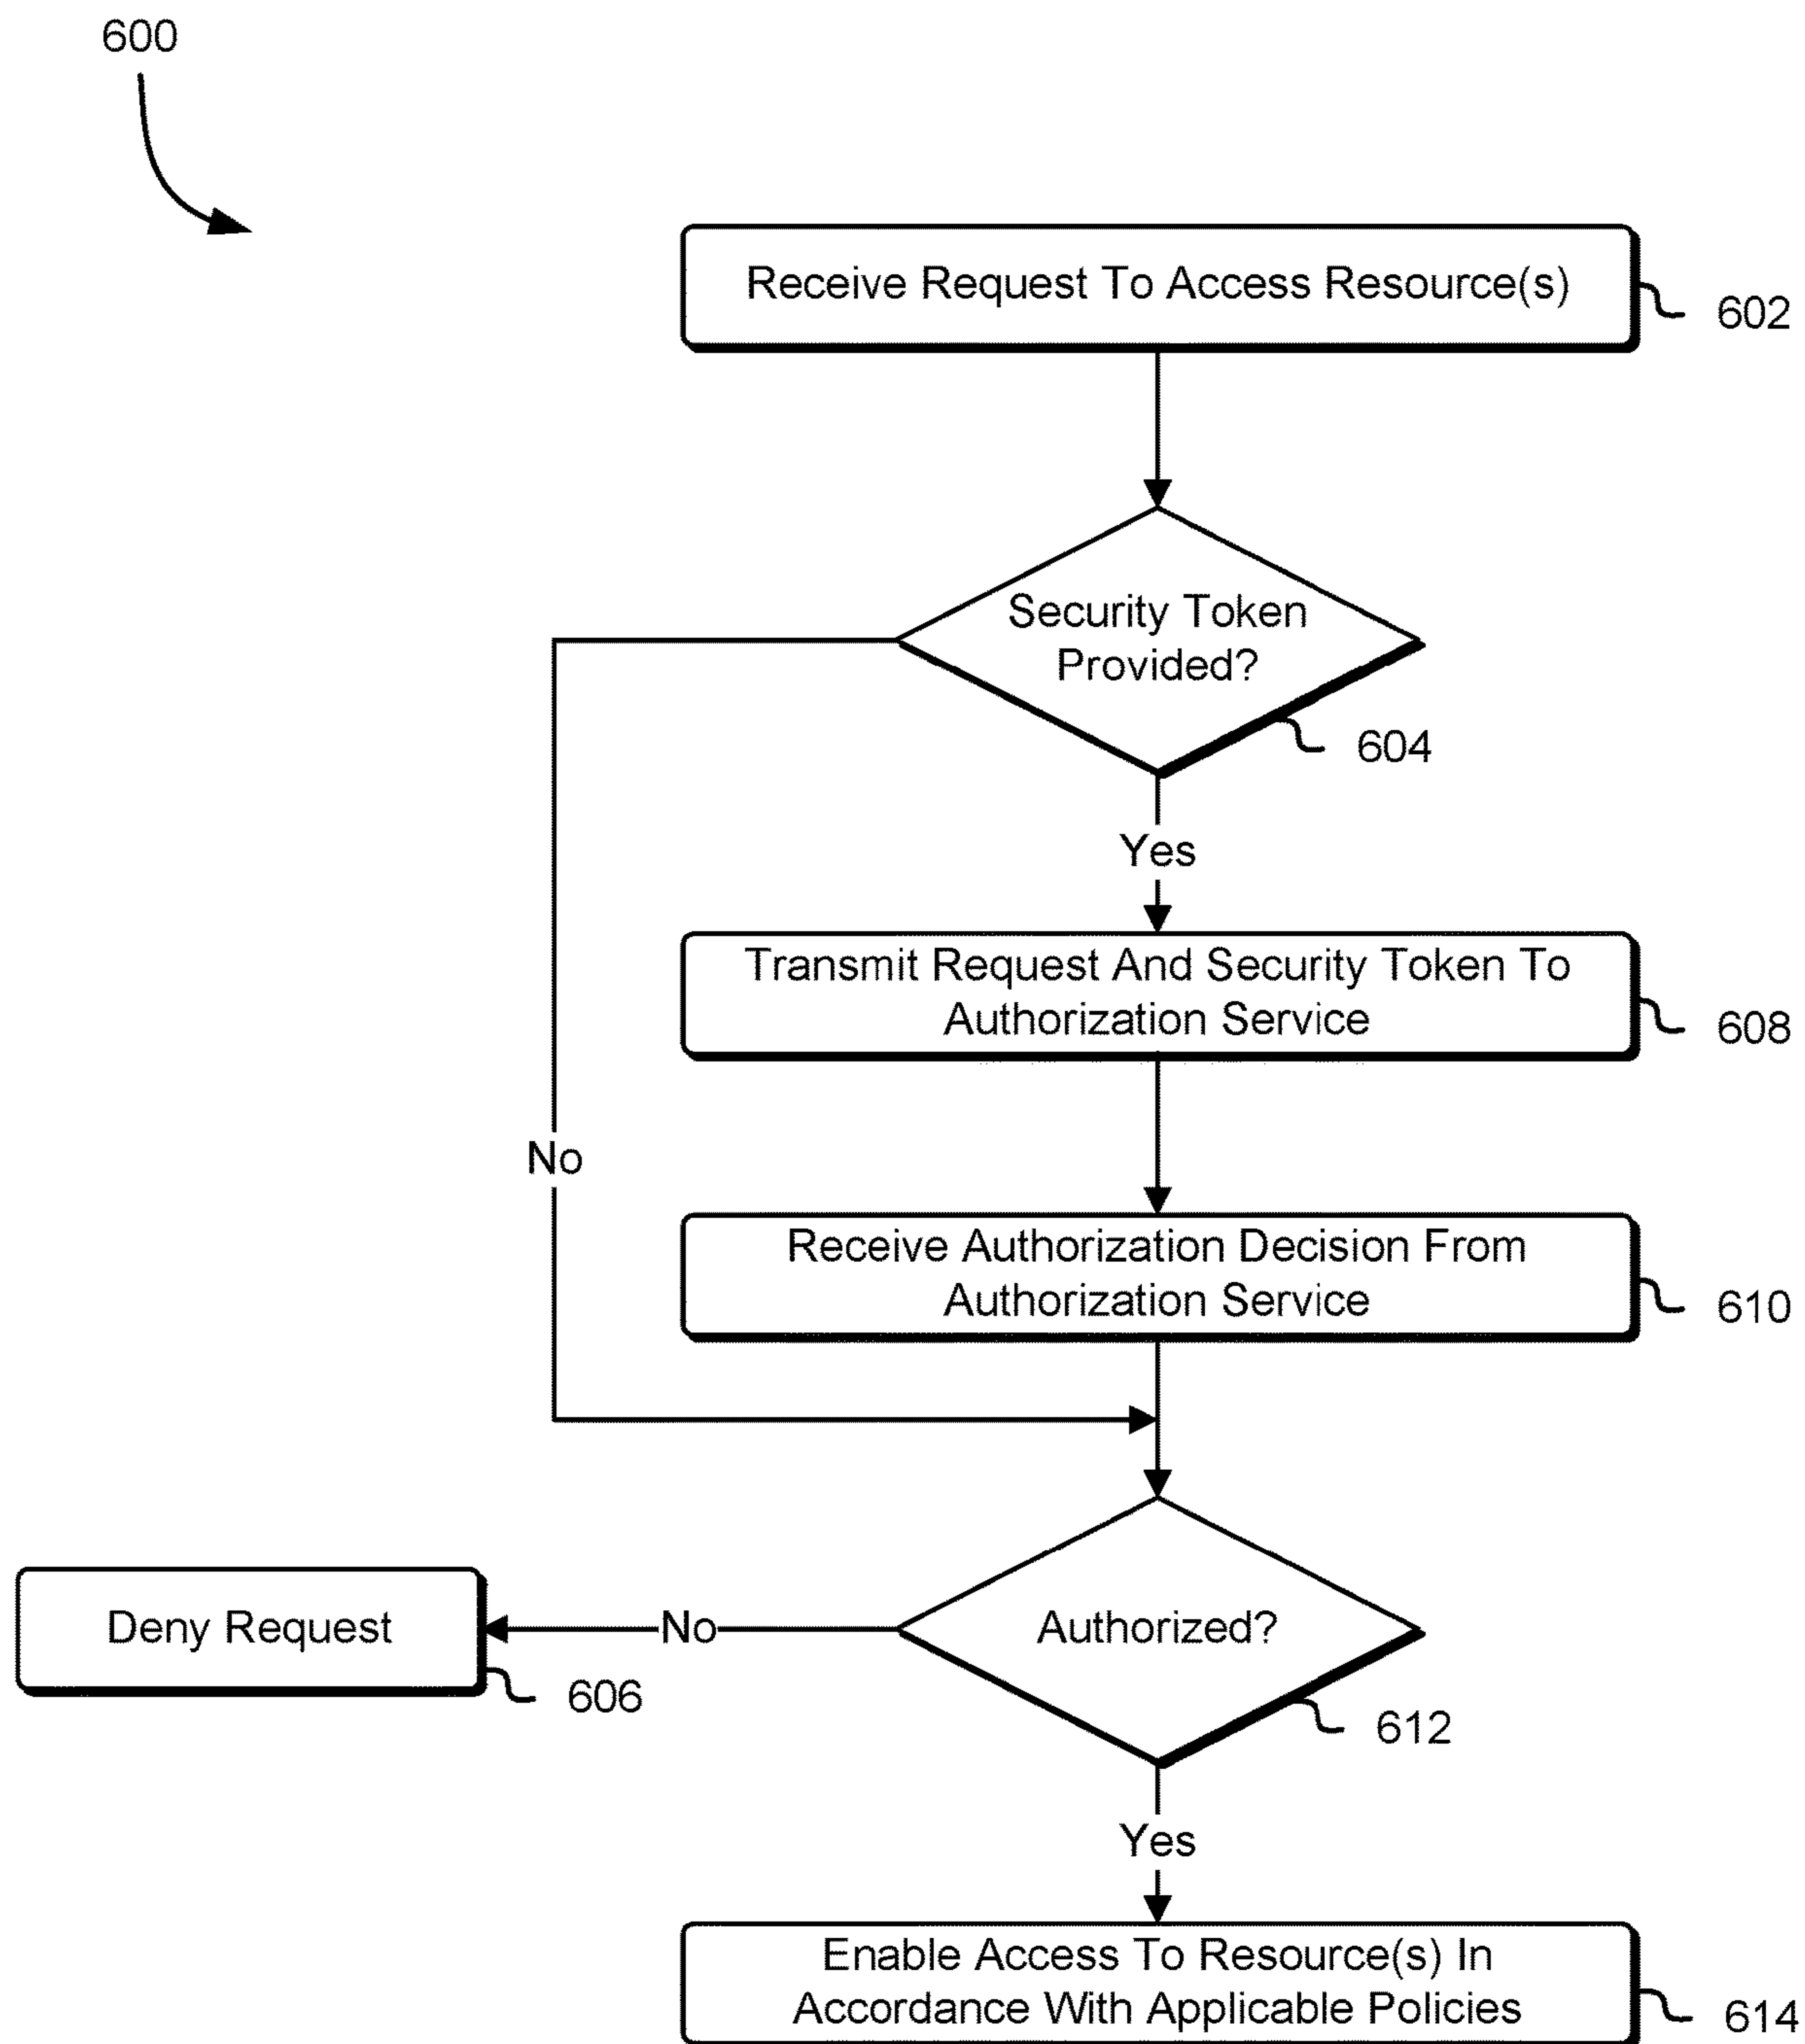 600
Receive Request To Access Resource(s)
602
Security Token
Provided?
604
Yes
Transmit Request And Security Token To
Authorization Service
608
No
Receive Authorization Decision From
Authorization Service
610
Deny Request
606
No
Authorized?
612
Yes
Enable Access To Resource(s) In
Accordance With Applicable Policies
614